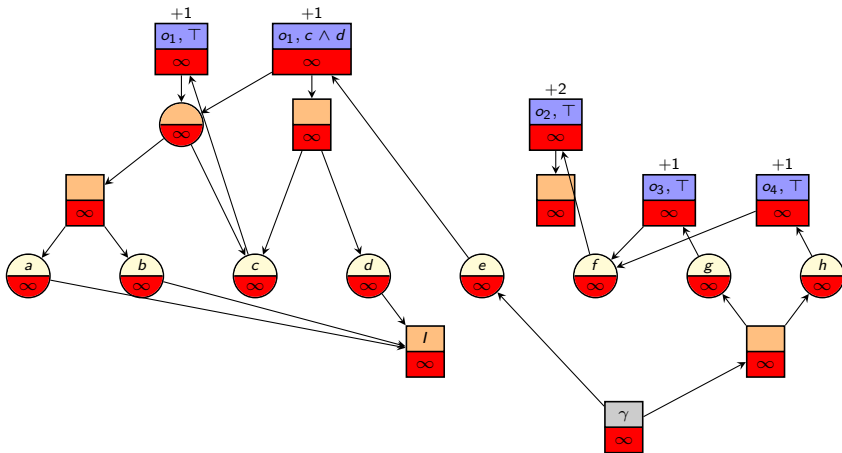 +1 +1
o₁, ⊤ o₁, c ∧ d
∞ ∞
+2
o₂, ⊤
∞ ∞ ∞
+1 +1
o₃, ⊤ o₄, ⊤
∞ ∞ ∞ ∞
a b c d e f g h
∞ ∞ ∞ ∞ ∞ ∞ ∞ ∞
I
∞ ∞
γ
∞